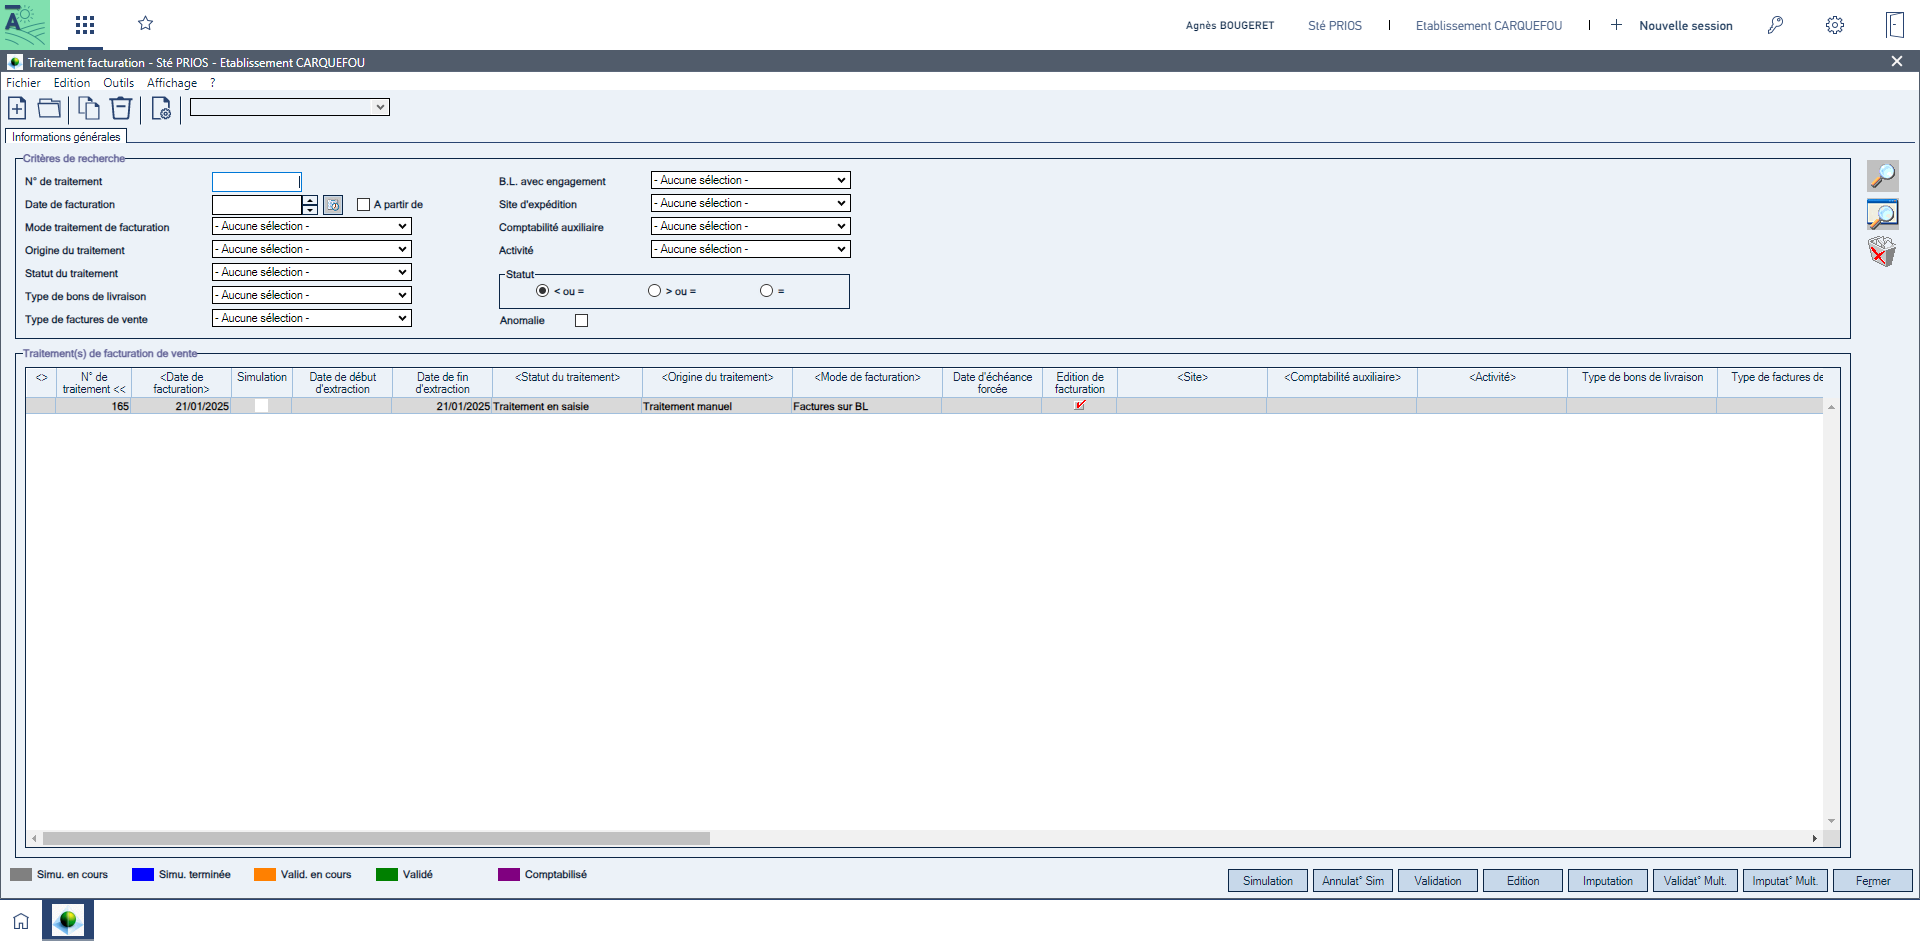 Agnès BOUGERET Sté PRIOS | Etablissement CARQUEFOU | + Nouvelle session
Traitement facturation - Sté PRIOS - Etablissement CARQUEFOU
Fichier Edition Outils Affichage ?
Informations générales
Critères de recherche
N° de traitement
B.L. avec engagement - Aucune sélection -
Date de facturation A partir de
Site d'expédition - Aucune sélection -
Mode traitement de facturation - Aucune sélection -
Comptabilité auxiliaire - Aucune sélection -
Origine du traitement - Aucune sélection -
Activité - Aucune sélection -
Statut du traitement - Aucune sélection -
Statut
Type de bons de livraison - Aucune sélection -
< ou = > ou = =
Type de factures de vente - Aucune sélection -
Anomalie
Traitement(s) de facturation de vente
<> N° de traitement << <Date de facturation> Simulation Date de début d'extraction Date de fin d'extraction <Statut du traitement> <Origine du traitement> <Mode de facturation> Date d'échéance forcée Edition de facturation <Site> <Comptabilité auxiliaire> <Activité> Type de bons de livraison Type de factures de
165 21/01/2025 21/01/2025 Traitement en saisie Traitement manuel Factures sur BL
Simu. en cours Simu. terminée Valid. en cours Validé Comptabilisé
Simulation Annulat° Sim Validation Edition Imputation Validat° Mult. Imputat° Mult. Fermer